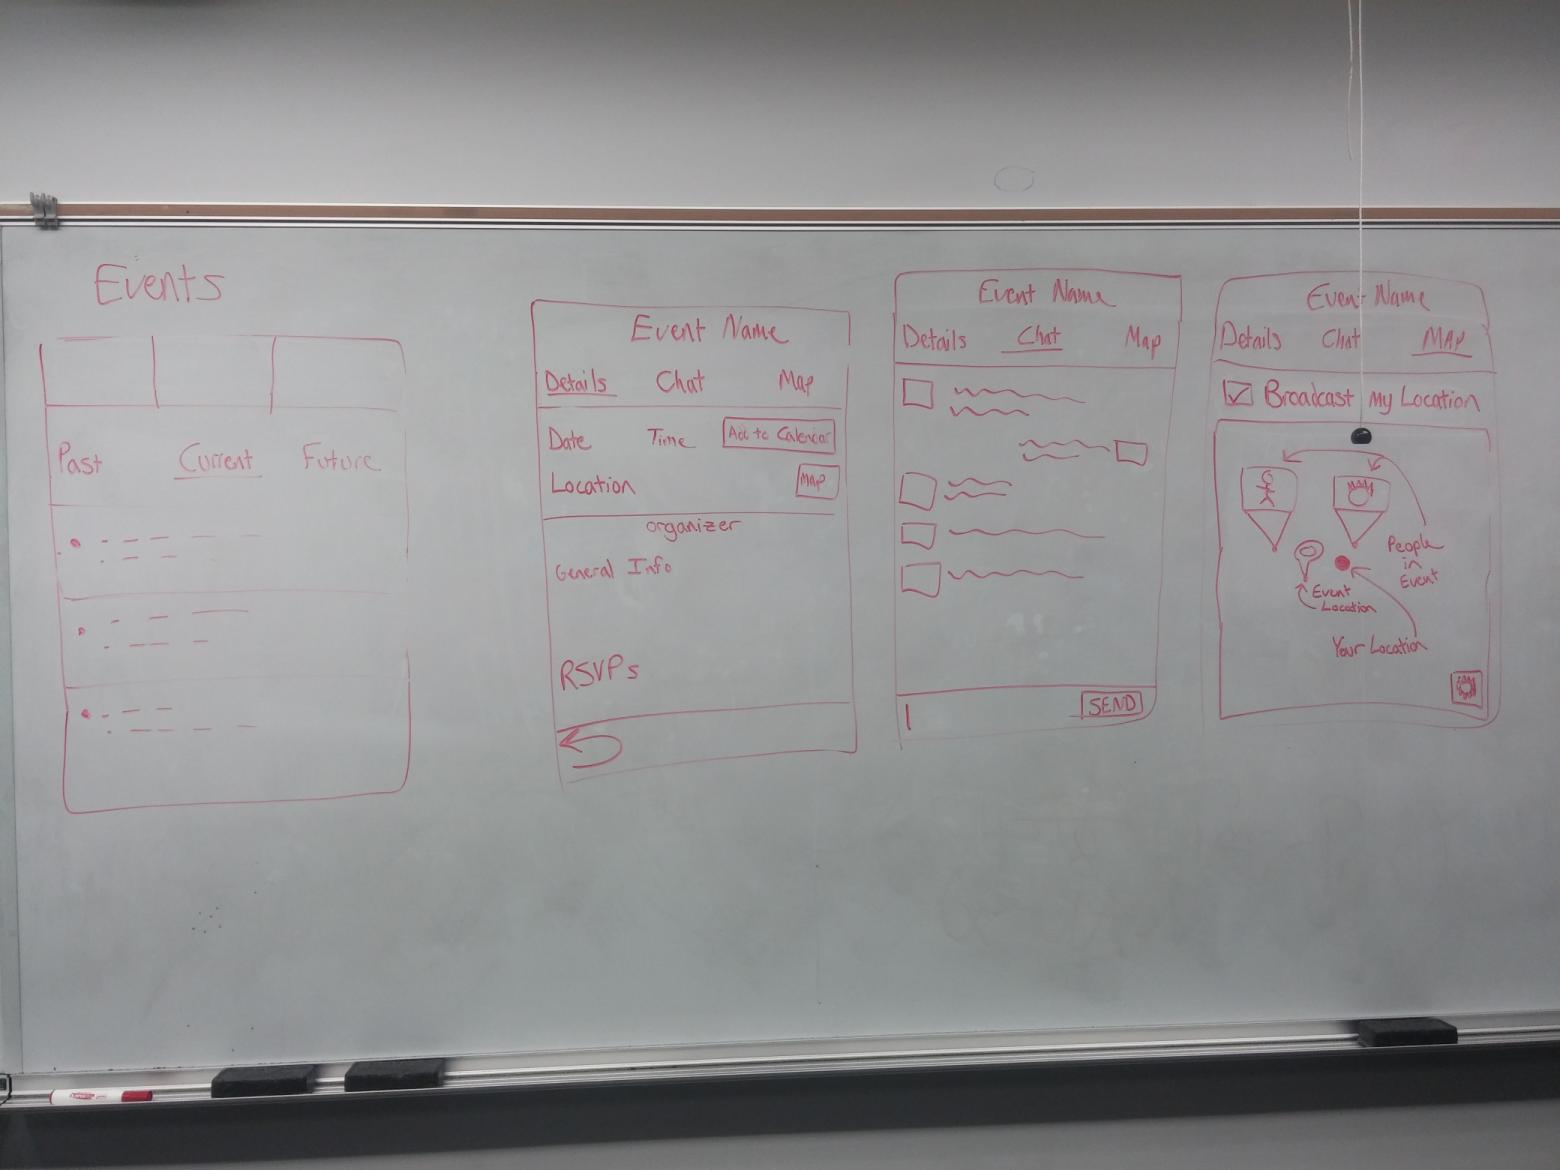 Events
Past Current Future
Event Name
Details Chat Map
Date Time Add to Calendar
Location MAP
organizer
General Info
RSVPs
Event Name
Details Chat Map
SEND
Event Name
Details Chat MAP
Broadcast My Location
People
in
Event
Event
Location
Your Location